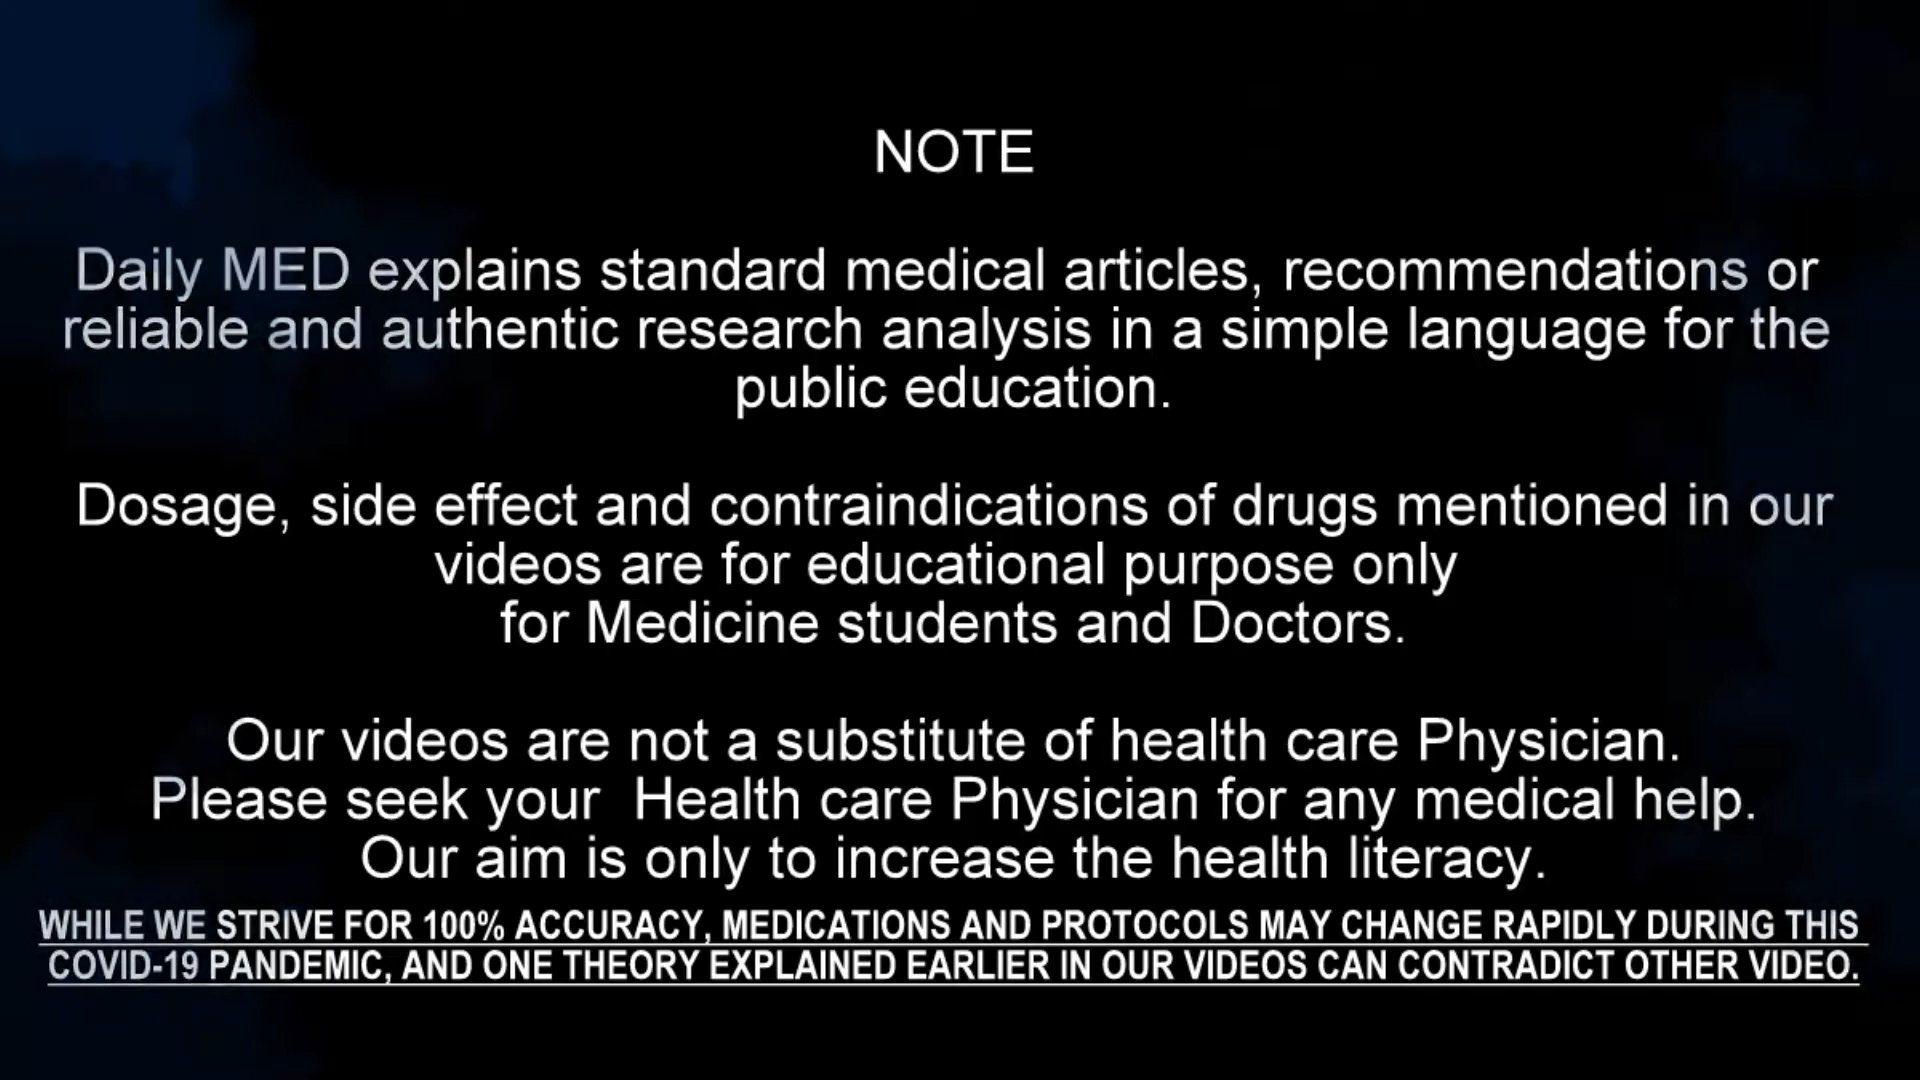 NOTE
Daily MED explains standard medical articles, recommendations or
reliable and authentic research analysis in a simple language for the
public education.
Dosage, side effect and contraindications of drugs mentioned in our
videos are for educational purpose only
for Medicine students and Doctors.
Our videos are not a substitute of health care Physician.
Please seek your  Health care Physician for any medical help.
Our aim is only to increase the health literacy.
WHILE WE STRIVE FOR 100% ACCURACY, MEDICATIONS AND PROTOCOLS MAY CHANGE RAPIDLY DURING THIS
COVID-19 PANDEMIC, AND ONE THEORY EXPLAINED EARLIER IN OUR VIDEOS CAN CONTRADICT OTHER VIDEO.